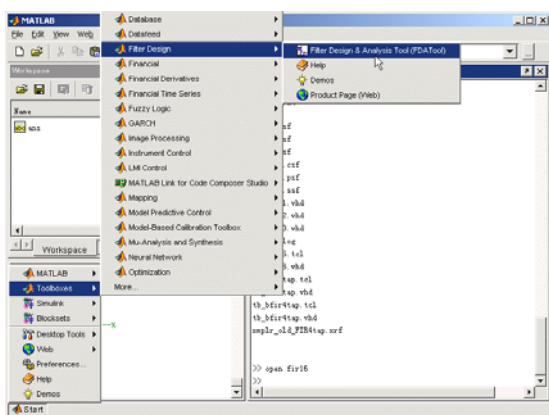 MATLAB
File Edit View Web
Workspace
Name
ans
Workspace
MATLAB
Toolboxes
Simulink
Blocksets
Desktop Tools
Web
Preferences...
Help
Demos
Start
Database
Datafeed
Filter Design
Financial
Financial Derivatives
Financial Time Series
Fuzzy Logic
GARCH
Image Processing
Instrument Control
LMI Control
MATLAB Link for Code Composer Studio
Mapping
Model Predictive Control
Model-Based Calibration Toolbox
Mu-Analysis and Synthesis
Neural Network
Optimization
More...
Filter Design & Analysis Tool (FDATool)
Help
Demos
Product Page (Web)
tb_bfir4tap.tcl
tb_bfir4tap.vhd
smplr_old_FIR4tap.xrf
>> open fir16
>>
--%